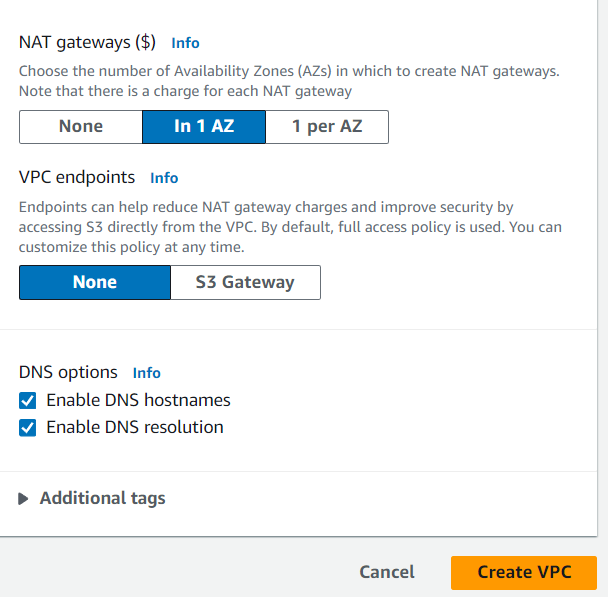 NAT gateways ($) Info
Choose the number of Availability Zones (AZs) in which to create NAT gateways.
Note that there is a charge for each NAT gateway
None In 1 AZ 1 per AZ
VPC endpoints Info
Endpoints can help reduce NAT gateway charges and improve security by
accessing S3 directly from the VPC. By default, full access policy is used. You can
customize this policy at any time.
None S3 Gateway
DNS options Info
Enable DNS hostnames
Enable DNS resolution
Additional tags
Cancel Create VPC